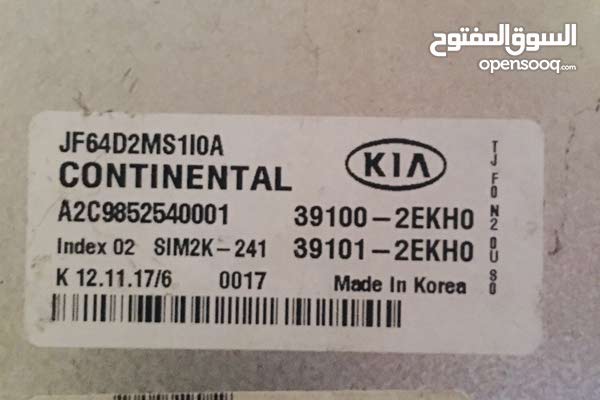 السوق المفتوح
opensooq.com
JF64D2MS1I0A
KIA
CONTINENTAL
A2C9852540001 39100-2EKH0
Index 02 SIM2K-241 39101-2EKH0
K 12.11.17/6 0017 Made In Korea